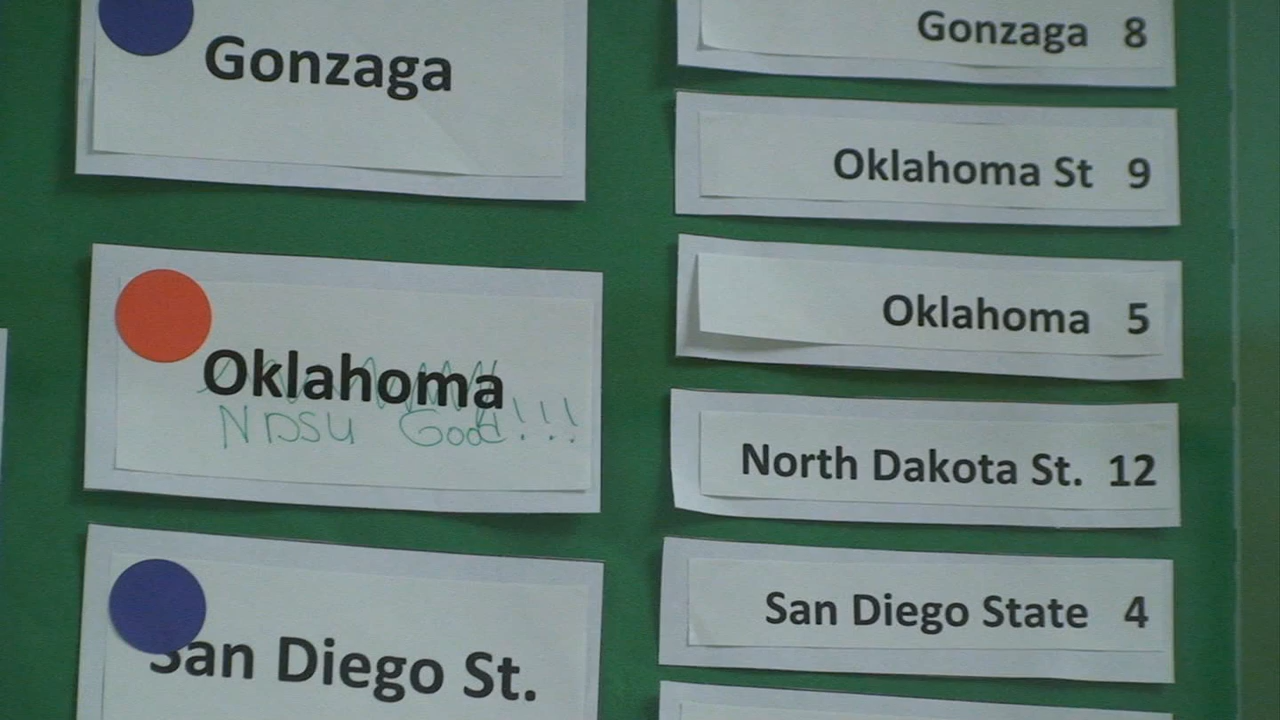 Gonzaga
Oklahoma
NDSU Good!!!
San Diego St.
Gonzaga 8
Oklahoma St 9
Oklahoma 5
North Dakota St. 12
San Diego State 4